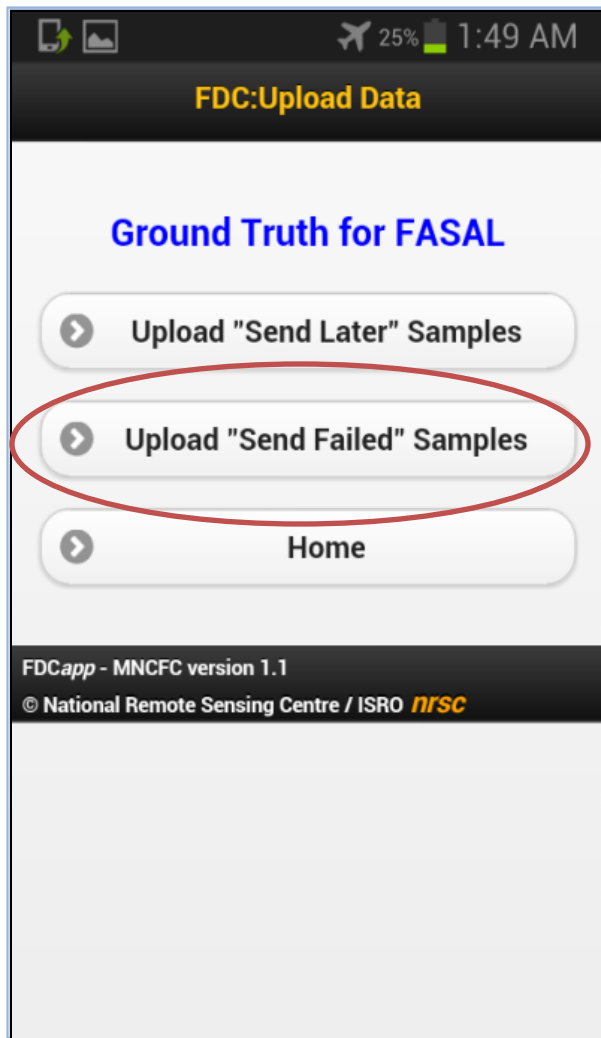 25% 1:49 AM
FDC:Upload Data
Ground Truth for FASAL
Upload "Send Later" Samples
Upload "Send Failed" Samples
Home
FDCapp - MNCFC version 1.1
© National Remote Sensing Centre / ISRO nrsc